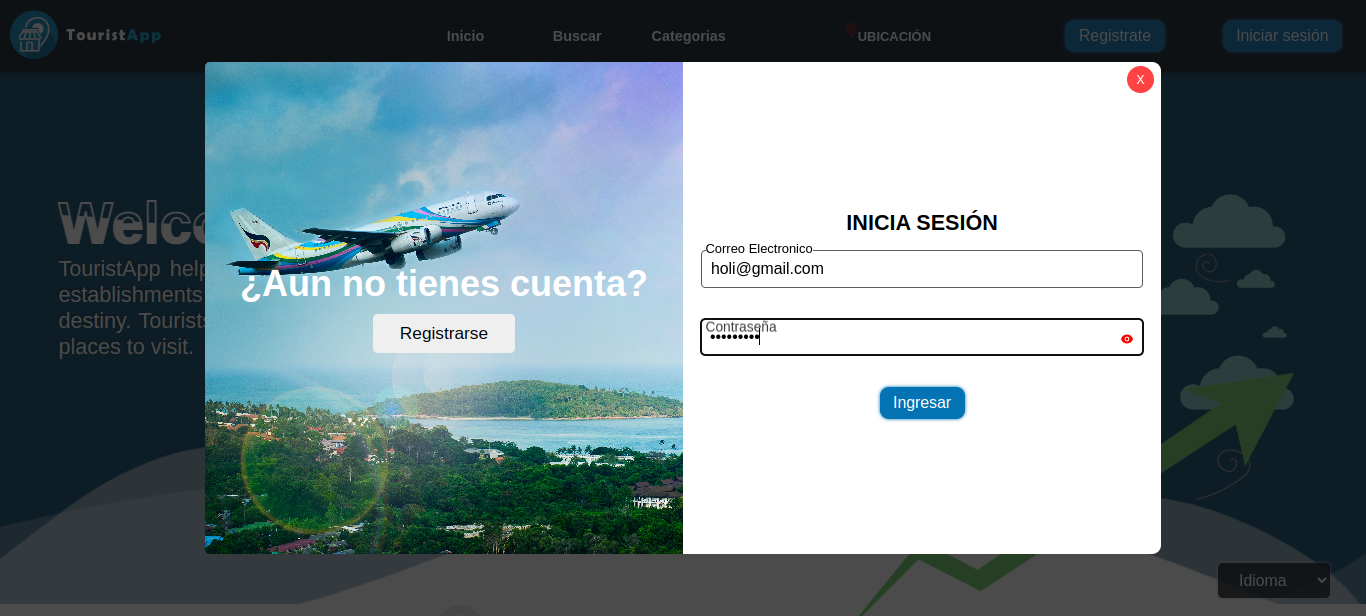 TouristApp
Inicio
Buscar
Categorias
UBICACIÓN
Registrate
Iniciar sesión
X
Welco
TouristApp help
establishments
destiny. Tourists
places to visit.
¿Aún no tienes cuenta?
Registrarse
INICIA SESIÓN
Correo Electronico
holi@gmail.com
Contraseña
•••••••••
Ingresar
Idioma